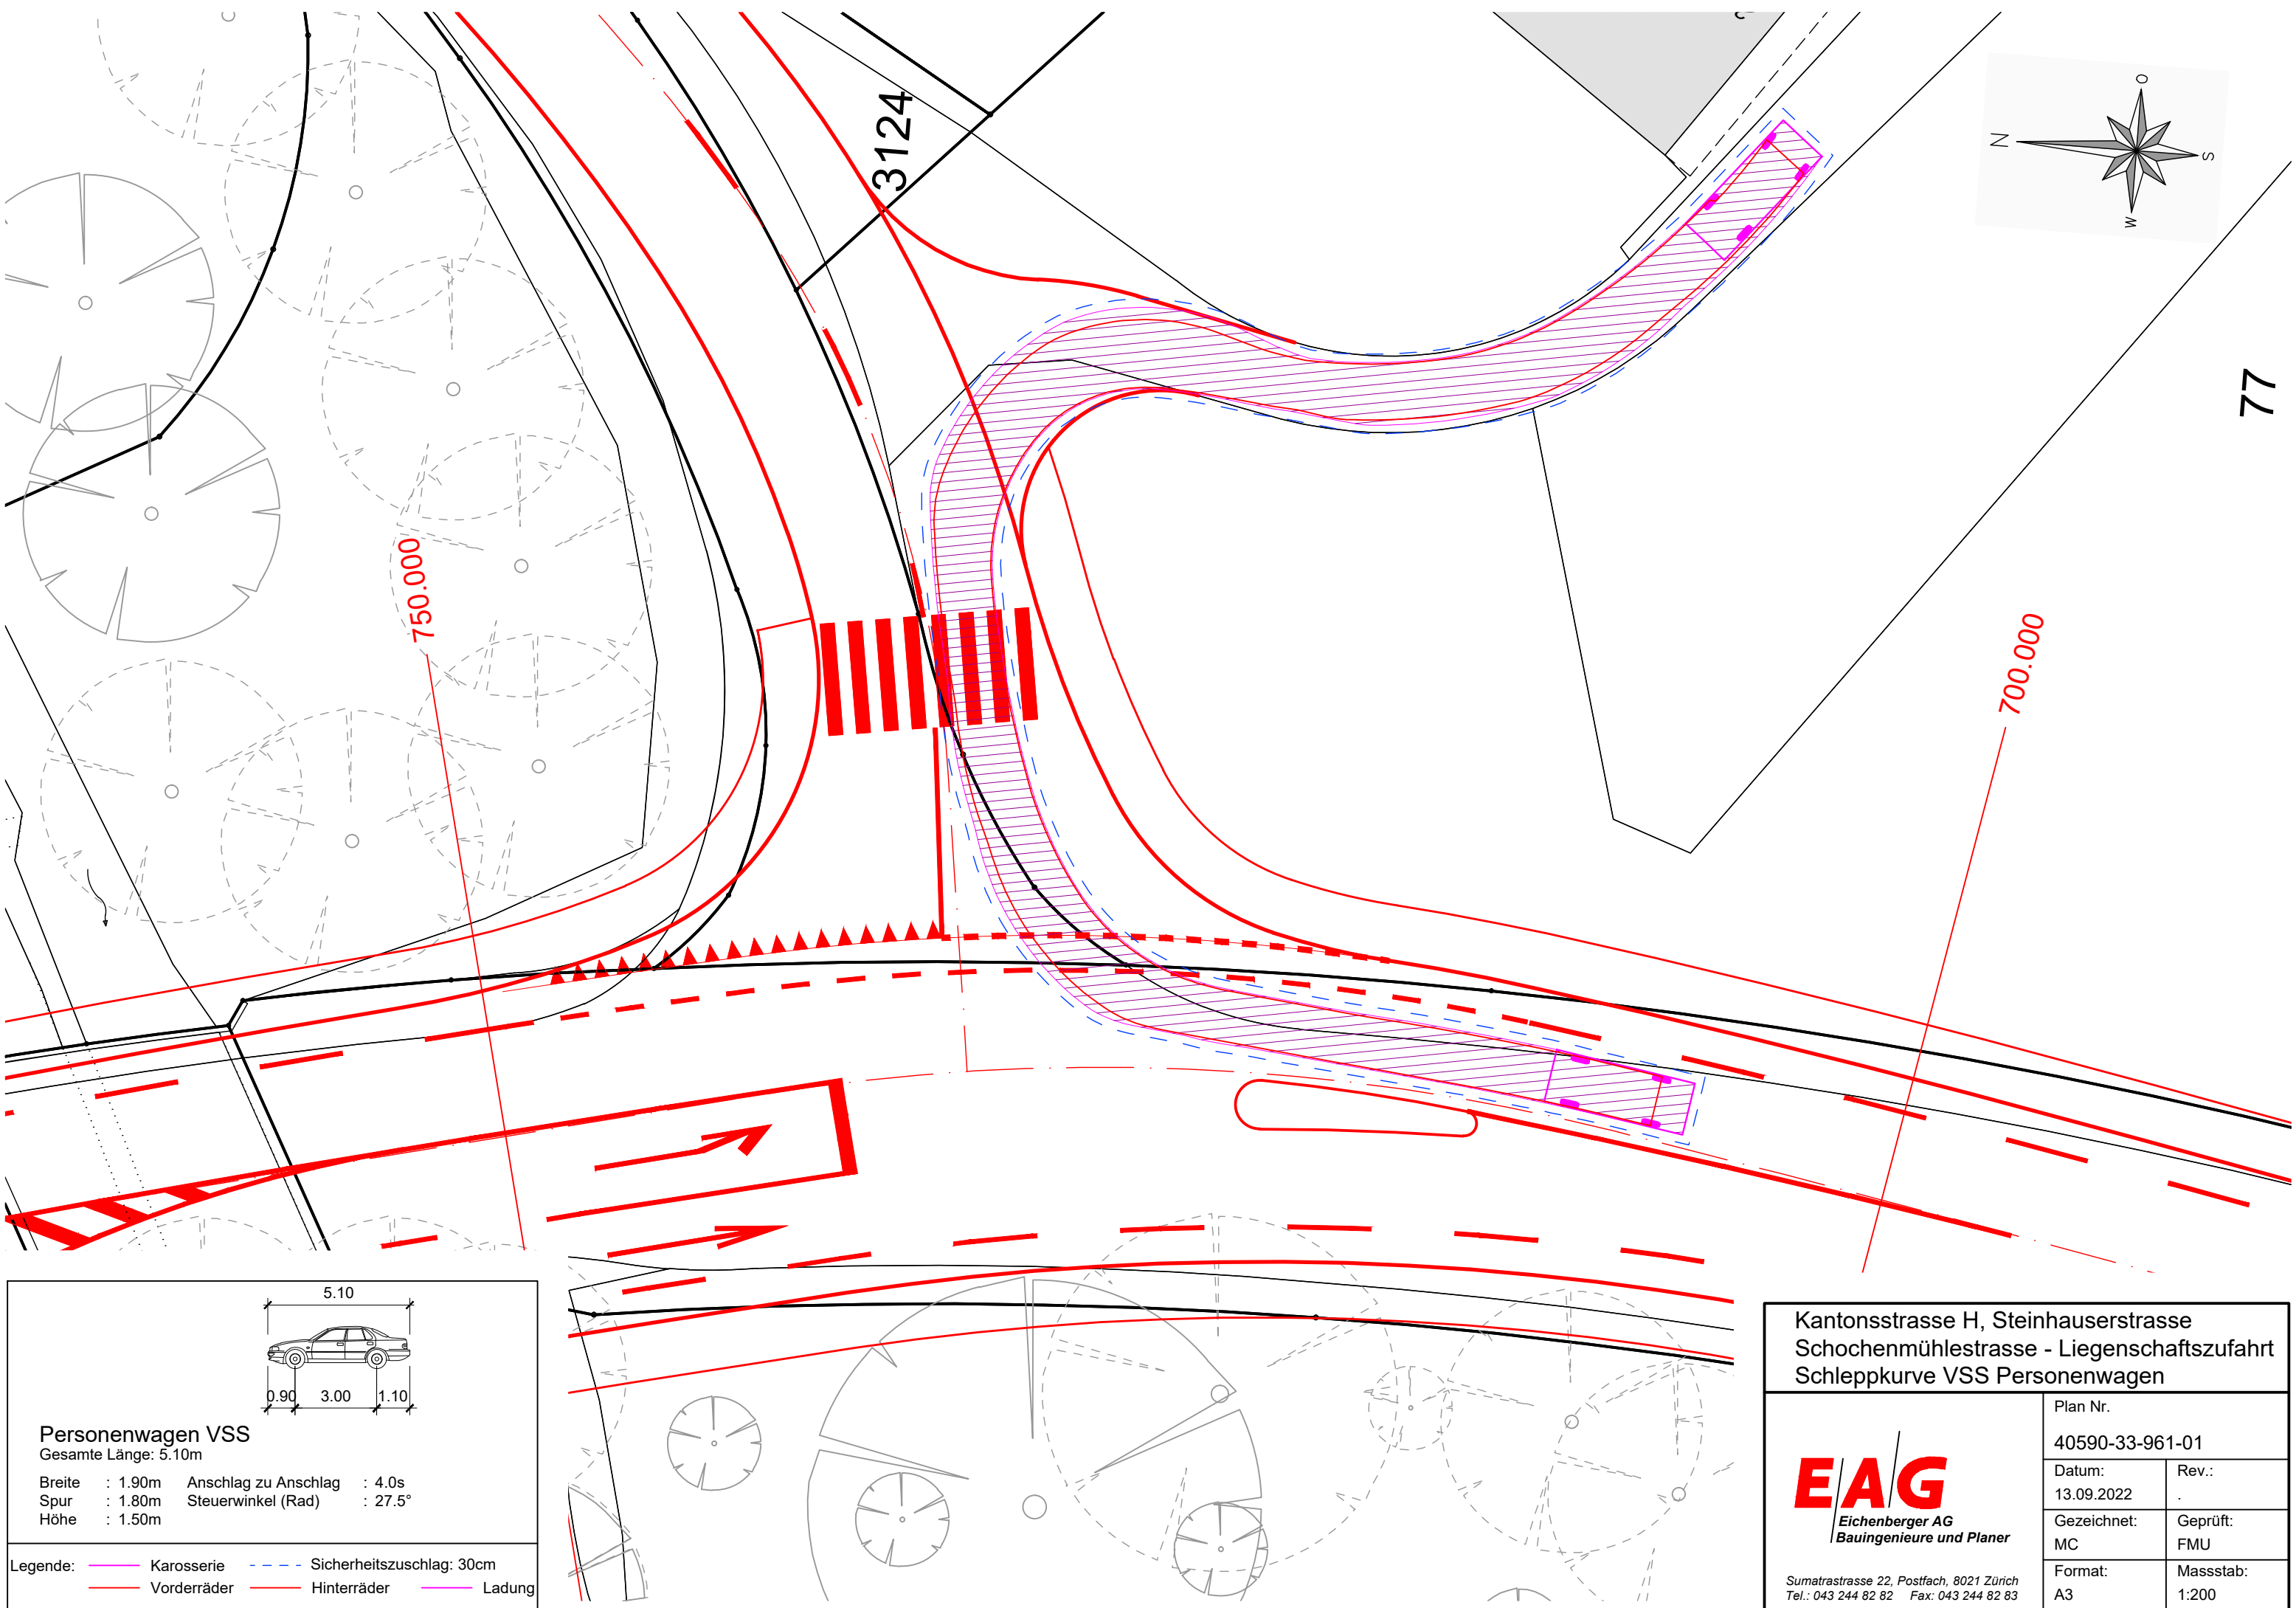 3124
O
N
S
W
77
750.000
700.000
5.10
0.90 3.00 1.10
Personenwagen VSS
Gesamte Länge: 5.10m
Breite : 1.90m Anschlag zu Anschlag : 4.0s
Spur : 1.80m Steuerwinkel (Rad) : 27.5°
Höhe : 1.50m
Legende: Karosserie Sicherheitszuschlag: 30cm
Vorderräder Hinterräder Ladung
Kantonsstrasse H, Steinhauserstrasse
Schochenmühlestrasse - Liegenschaftszufahrt
Schleppkurve VSS Personenwagen
EAG
Eichenberger AG
Bauingenieure und Planer
Sumatrastrasse 22, Postfach, 8021 Zürich
Tel.: 043 244 82 82 Fax: 043 244 82 83
Plan Nr.
40590-33-961-01
Datum: Rev.:
13.09.2022 .
Gezeichnet: Geprüft:
MC FMU
Format: Massstab:
A3 1:200